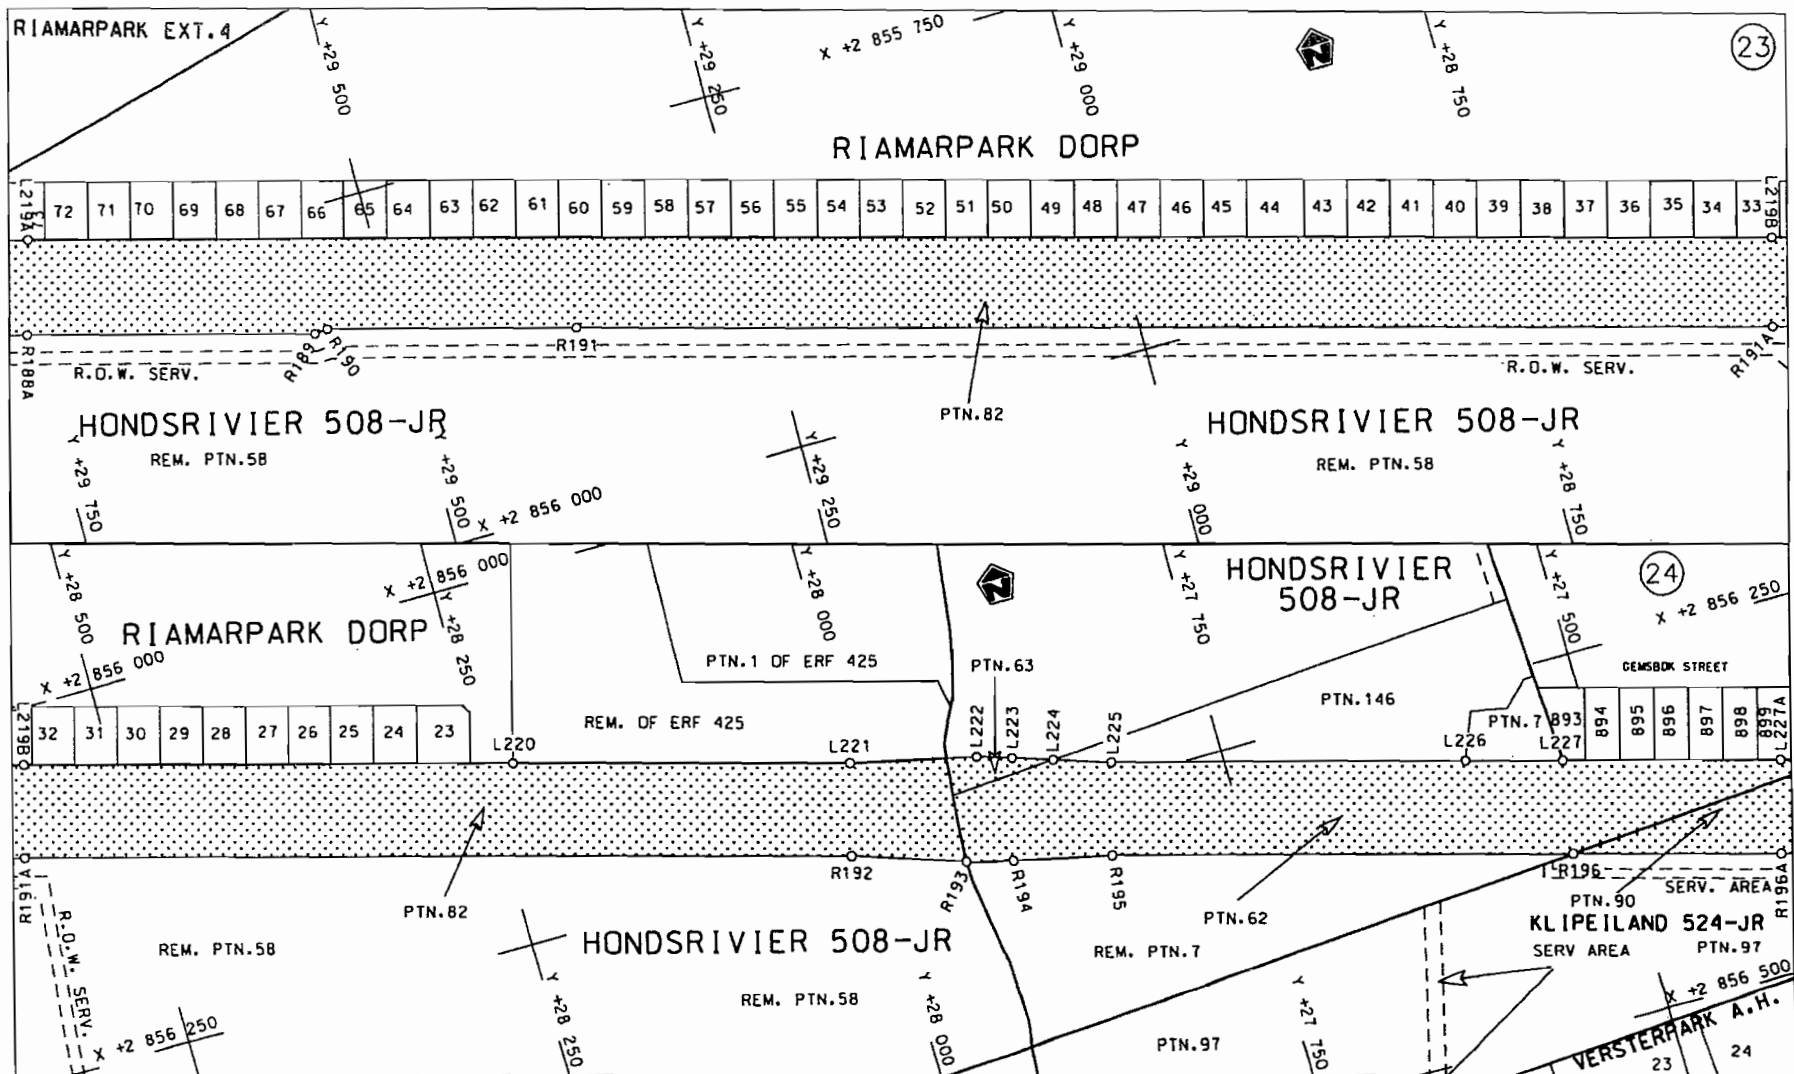 RIAMARPARK EXT.4
Y +29 500
Y +29 250
X +2 855 750
Y +29 000
Y +28 750
23
RIAMARPARK DORP
L219A
73 72 71 70 69 68 67 66 65 64 63 62 61 60 59 58 57 56 55 54 53 52 51 50 49 48 47 46 45 44 43 42 41 40 39 38 37 36 35 34 33
L219B
R188A
R189
R190
R191
R191A
R.O.W. SERV.
R.O.W. SERV.
PTN.82
HONDSRIVIER 508-JR
REM. PTN.58
HONDSRIVIER 508-JR
REM. PTN.58
Y +29 750
Y +29 500
X +2 856 000
Y +29 250
Y +29 000
Y +28 750
Y +28 500
X +2 856 000
Y +28 250
Y +28 000
Y +27 750
HONDSRIVIER
508-JR
Y +27 500
24
X +2 856 250
RIAMARPARK DORP
X +2 856 000
PTN.1 OF ERF 425
PTN.63
GEMSBOK STREET
PTN.146
REM. OF ERF 425
PTN.7
L219B
32 31 30 29 28 27 26 25 24 23
L220
L221
L222
L223
L224
L225
L226
L227
893 894 895 896 897 898 899
L227A
R191A
R192
R193
R194
R195
R196
R196A
PTN.82
PTN.62
PTN.90
SERV. AREA
R.O.W. SERV.
REM. PTN.58
HONDSRIVIER 508-JR
REM. PTN.7
KLIPEILAND 524-JR
SERV AREA
PTN.97
REM. PTN.58
X +2 856 250
Y +28 250
Y +28 000
Y +27 750
X +2 856 500
PTN.97
VERSTERPARK A.H.
23
24